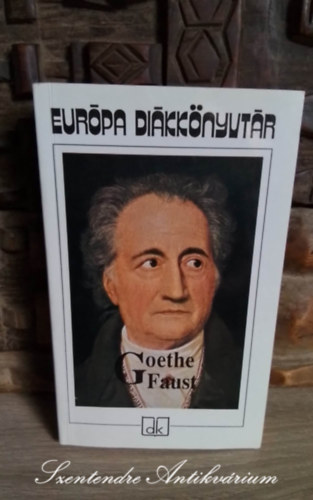 EURÓPA DIÁKKÖNYVTÁR
Goethe
Faust
dk
Szentendre Antikvárium